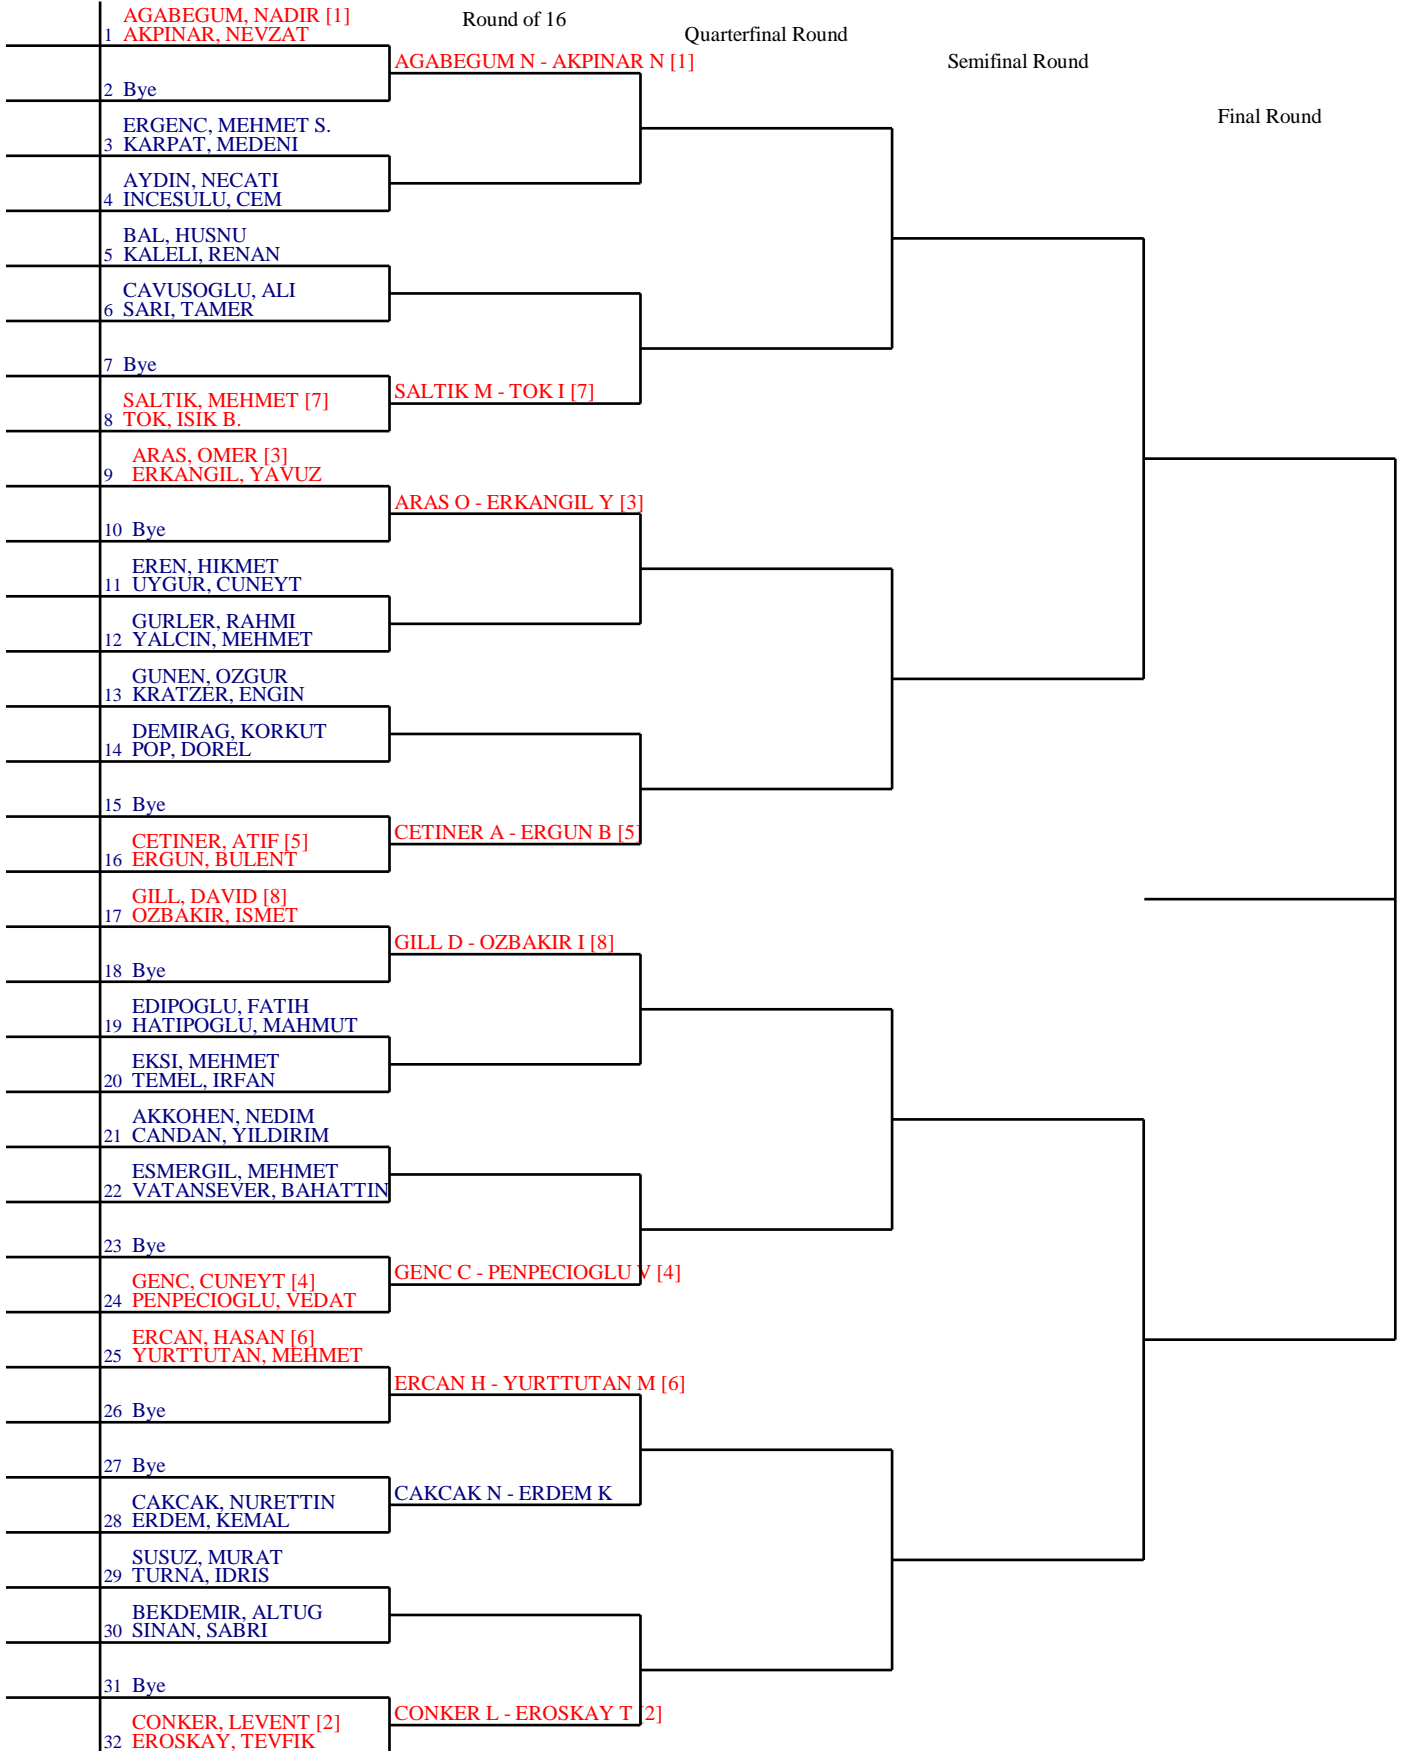 Round of 16
Quarterfinal Round
Semifinal Round
Final Round
AGABEGUM, NADIR [1]
1 AKPINAR, NEVZAT
AGABEGUM N - AKPINAR N [1]
2 Bye
ERGENC, MEHMET S.
3 KARPAT, MEDENI
AYDIN, NECATI
4 INCESULU, CEM
BAL, HUSNU
5 KALELI, RENAN
CAVUSOGLU, ALI
6 SARI, TAMER
7 Bye
SALTIK M - TOK I [7]
SALTIK, MEHMET [7]
8 TOK, ISIK B.
ARAS, OMER [3]
9 ERKANGIL, YAVUZ
ARAS O - ERKANGIL Y [3]
10 Bye
EREN, HIKMET
11 UYGUR, CUNEYT
GURLER, RAHMI
12 YALCIN, MEHMET
GUNEN, OZGUR
13 KRATZER, ENGIN
DEMIRAG, KORKUT
14 POP, DOREL
15 Bye
CETINER A - ERGUN B [5]
CETINER, ATIF [5]
16 ERGUN, BULENT
GILL, DAVID [8]
17 OZBAKIR, ISMET
GILL D - OZBAKIR I [8]
18 Bye
EDIPOGLU, FATIH
19 HATIPOGLU, MAHMUT
EKSI, MEHMET
20 TEMEL, IRFAN
AKKOHEN, NEDIM
21 CANDAN, YILDIRIM
ESMERGIL, MEHMET
22 VATANSEVER, BAHATTIN
23 Bye
GENC C - PENPECIOGLU V [4]
GENC, CUNEYT [4]
24 PENPECIOGLU, VEDAT
ERCAN, HASAN [6]
25 YURTTUTAN, MEHMET
ERCAN H - YURTTUTAN M [6]
26 Bye
27 Bye
CAKCAK N - ERDEM K
CAKCAK, NURETTIN
28 ERDEM, KEMAL
SUSUZ, MURAT
29 TURNA, IDRIS
BEKDEMIR, ALTUG
30 SINAN, SABRI
31 Bye
CONKER L - EROSKAY T [2]
CONKER, LEVENT [2]
32 EROSKAY, TEVFIK